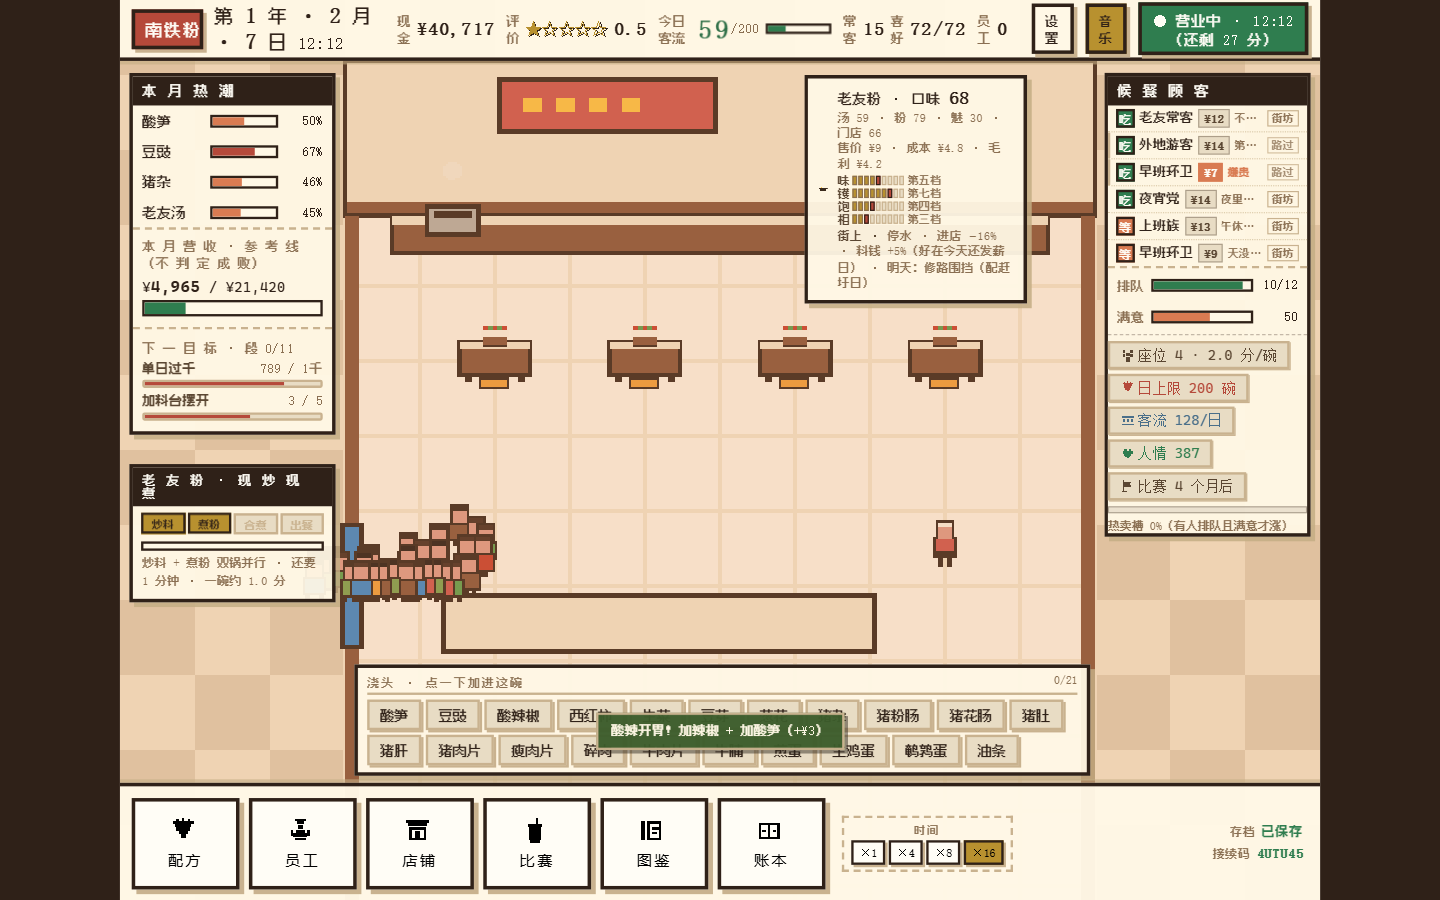 南铁粉
第 1 年 · 2 月
· 7 日 12:12
现金 ¥40,717
评价 0.5
今日客流 59/200
常客 15
喜好 72/72
员工 0
设置
音乐
营业中 · 12:12
(还剩 27 分)
本月热潮
酸笋 50%
豆豉 67%
猪杂 46%
老友汤 45%
本月营收 · 参考线
(不判定成败)
¥4,965 / ¥21,420
下一目标 · 段 0/11
单日过千 789 / 1千
加料台摆开 3 / 5
老友粉 · 现炒现煮
炒料
煮粉
合煮
出餐
炒料 + 煮粉 双锅并行 · 还要
1 分钟 · 一碗约 1.0 分
老友粉 · 口味 68
汤 59 · 粉 79 · 魅 30 ·
门店 66
售价 ¥9 · 成本 ¥4.8 · 毛
利 ¥4.2
味 第五档
镬 第七档
饱 第四档
相 第三档
街上 · 停水 · 进店 -16%
· 料钱 +5% (好在今天还发薪
日) · 明天: 修路围挡 (配赶
圩日)
候餐顾客
吃 老友常客 ¥12 不… 街坊
吃 外地游客 ¥14 第… 路过
吃 早班环卫 ¥7 嫌贵 路过
吃 夜宵党 ¥14 夜里… 街坊
等 上班族 ¥13 午休… 街坊
等 早班环卫 ¥9 天没… 街坊
排队 10/12
满意 50
座位 4 · 2.0 分/碗
日上限 200 碗
客流 128/日
人情 387
比赛 4 个月后
热卖槽 0% (有人排队且满意才涨)
浇头 · 点一下加进这碗 0/21
酸笋 豆豉 酸辣椒 猪粉肠 猪花肠 猪肚
酸辣开胃! 加辣椒 + 加酸笋 (+¥3)
猪肝 猪肉片 瘦肉片 鹌鹑蛋 油条
配方
员工
店铺
比赛
图鉴
账本
时间
×1 ×4 ×8 ×16
存档 已保存
接续码 4UTU45